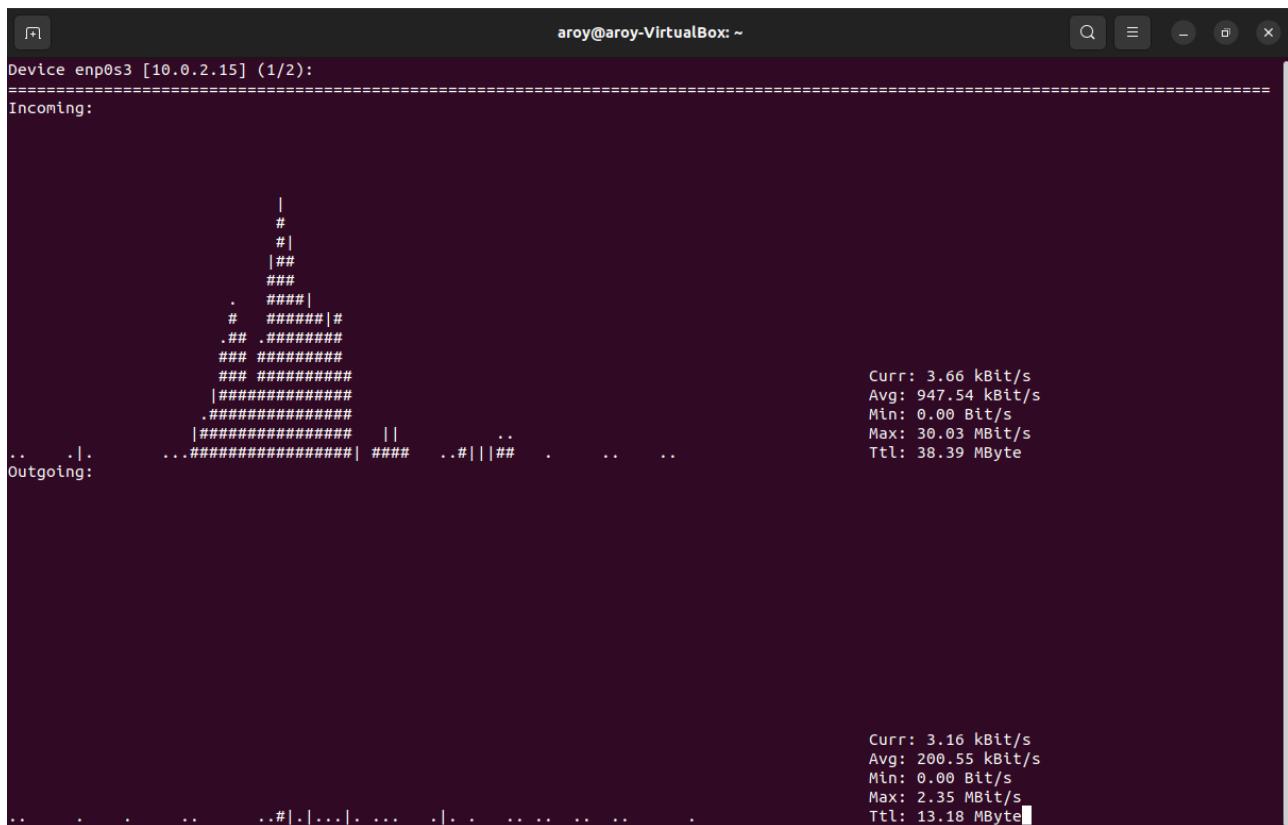 aroy@aroy-VirtualBox: ~
Device enp0s3 [10.0.2.15] (1/2):
====================================================================================================================================
Incoming:
|
#
#|
|##
###
.   ####|
#   ######|#
.## .########
### #########
### ##########                                                      Curr: 3.66 kBit/s
|##############                                                      Avg: 947.54 kBit/s
.###############                                                      Min: 0.00 Bit/s
|################   ||          ..                                     Max: 30.03 MBit/s
..     .|.       ...#################| ####   ..#|||##   .     ..    ..                    Ttl: 38.39 MByte
Outgoing:
Curr: 3.16 kBit/s
Avg: 200.55 kBit/s
Min: 0.00 Bit/s
Max: 2.35 MBit/s
..     .    .     ..      ..#|.|...|. ...   .|. .   .. ..  ..  ..      .                  Ttl: 13.18 MByte